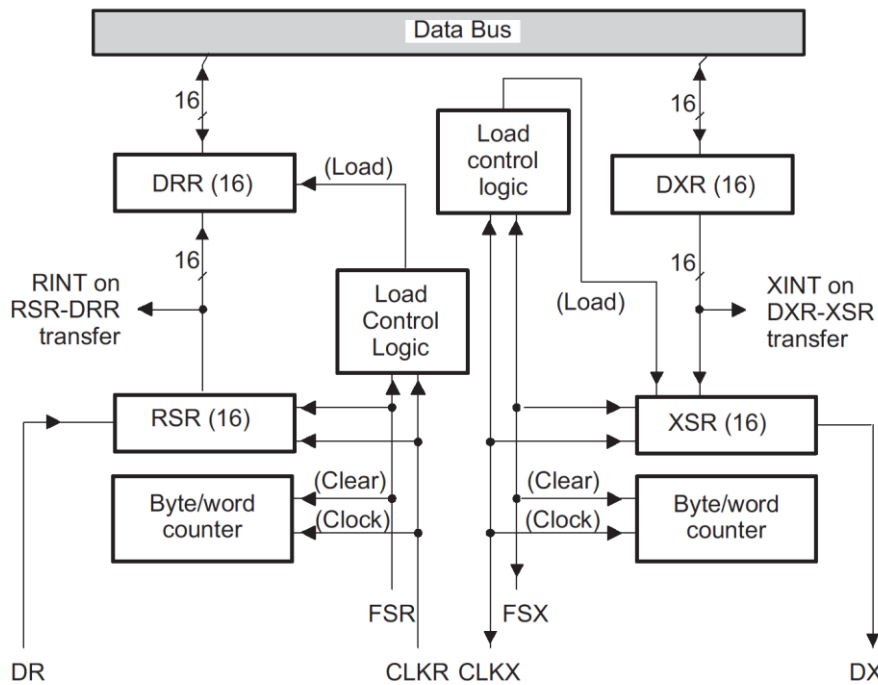 Data Bus
16
16
Load
control
logic
DRR (16)
(Load)
DXR (16)
16
16
RINT on
RSR-DRR
transfer
Load
Control
Logic
(Load)
XINT on
DXR-XSR
transfer
RSR (16)
XSR (16)
Byte/word
counter
(Clear)
(Clock)
(Clear)
(Clock)
Byte/word
counter
FSR
FSX
DR
CLKR
CLKX
DX